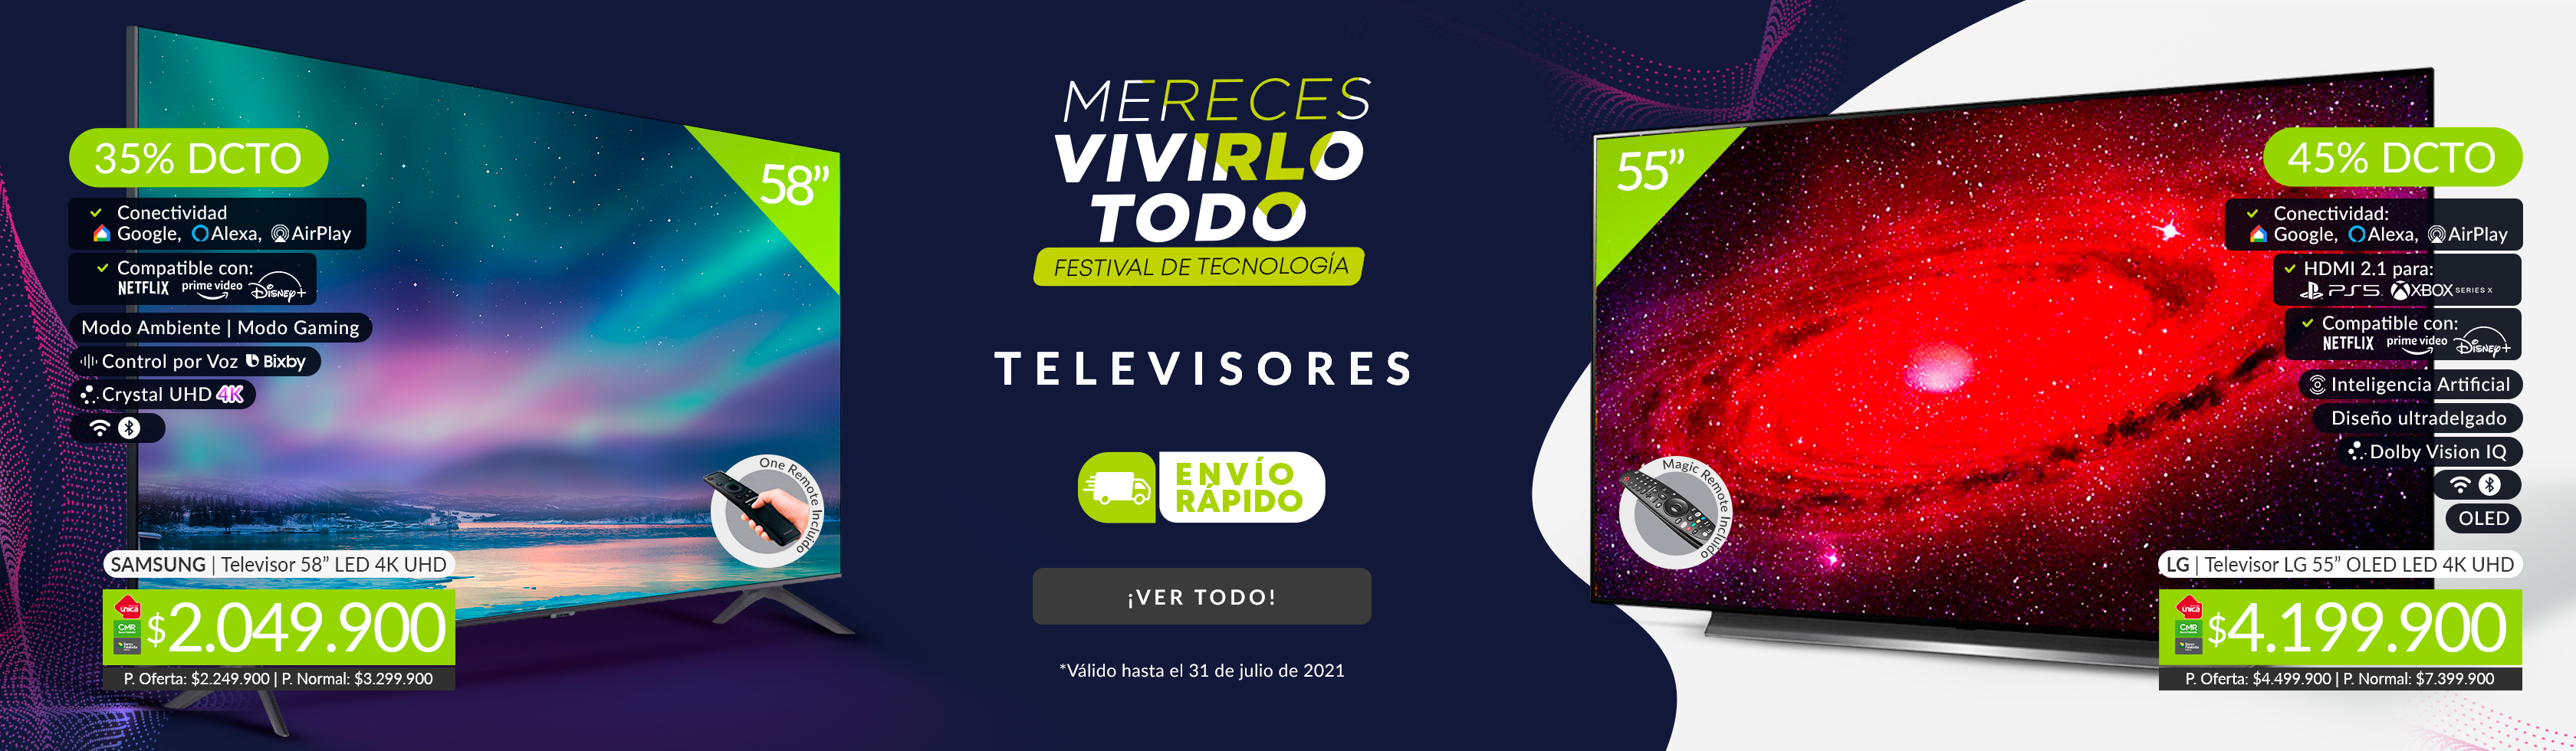 35% DCTO
Conectividad
Google, Alexa, AirPlay
Compatible con:
NETFLIX prime video Disney+
Modo Ambiente | Modo Gaming
Control por Voz Bixby
Crystal UHD 4K
58”
One Remote Incluido
SAMSUNG | Televisor 58” LED 4K UHD
única
CMR
$2.049.900
P. Oferta: $2.249.900 | P. Normal: $3.299.900
MERECES
VIVIRLO
TODO
FESTIVAL DE TECNOLOGÍA
TELEVISORES
ENVÍO
RÁPIDO
¡VER TODO!
*Válido hasta el 31 de julio de 2021
55”
Magic Remote Incluido
45% DCTO
Conectividad:
Google, Alexa, AirPlay
HDMI 2.1 para:
PS5 XBOX SERIES X
Compatible con:
NETFLIX prime video Disney+
Inteligencia Artificial
Diseño ultradelgado
Dolby Vision IQ
OLED
LG | Televisor LG 55” OLED LED 4K UHD
única
CMR
$4.199.900
P. Oferta: $4.499.900 | P. Normal: $7.399.900